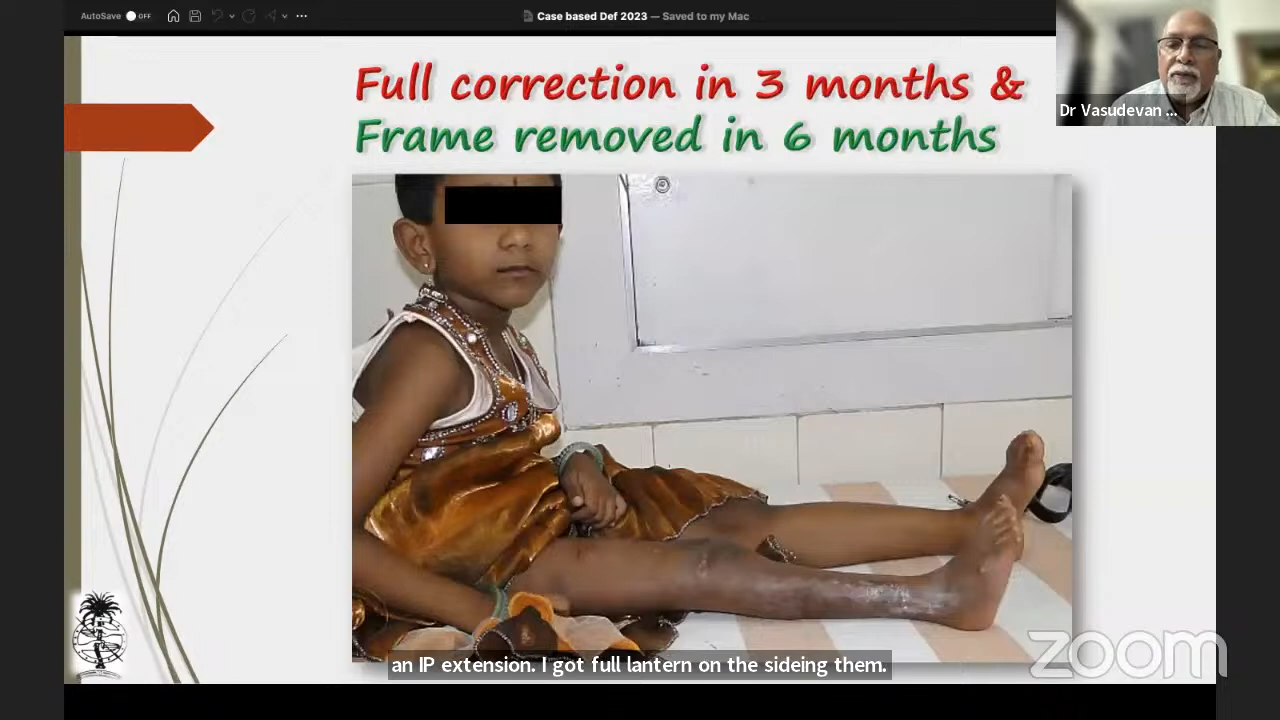 AutoSave OFF
Case based Def 2023 — Saved to my Mac
Dr Vasudevan ...
Full correction in 3 months &
Frame removed in 6 months
an IP extension. I got full lantern on the sideing them.
zoom